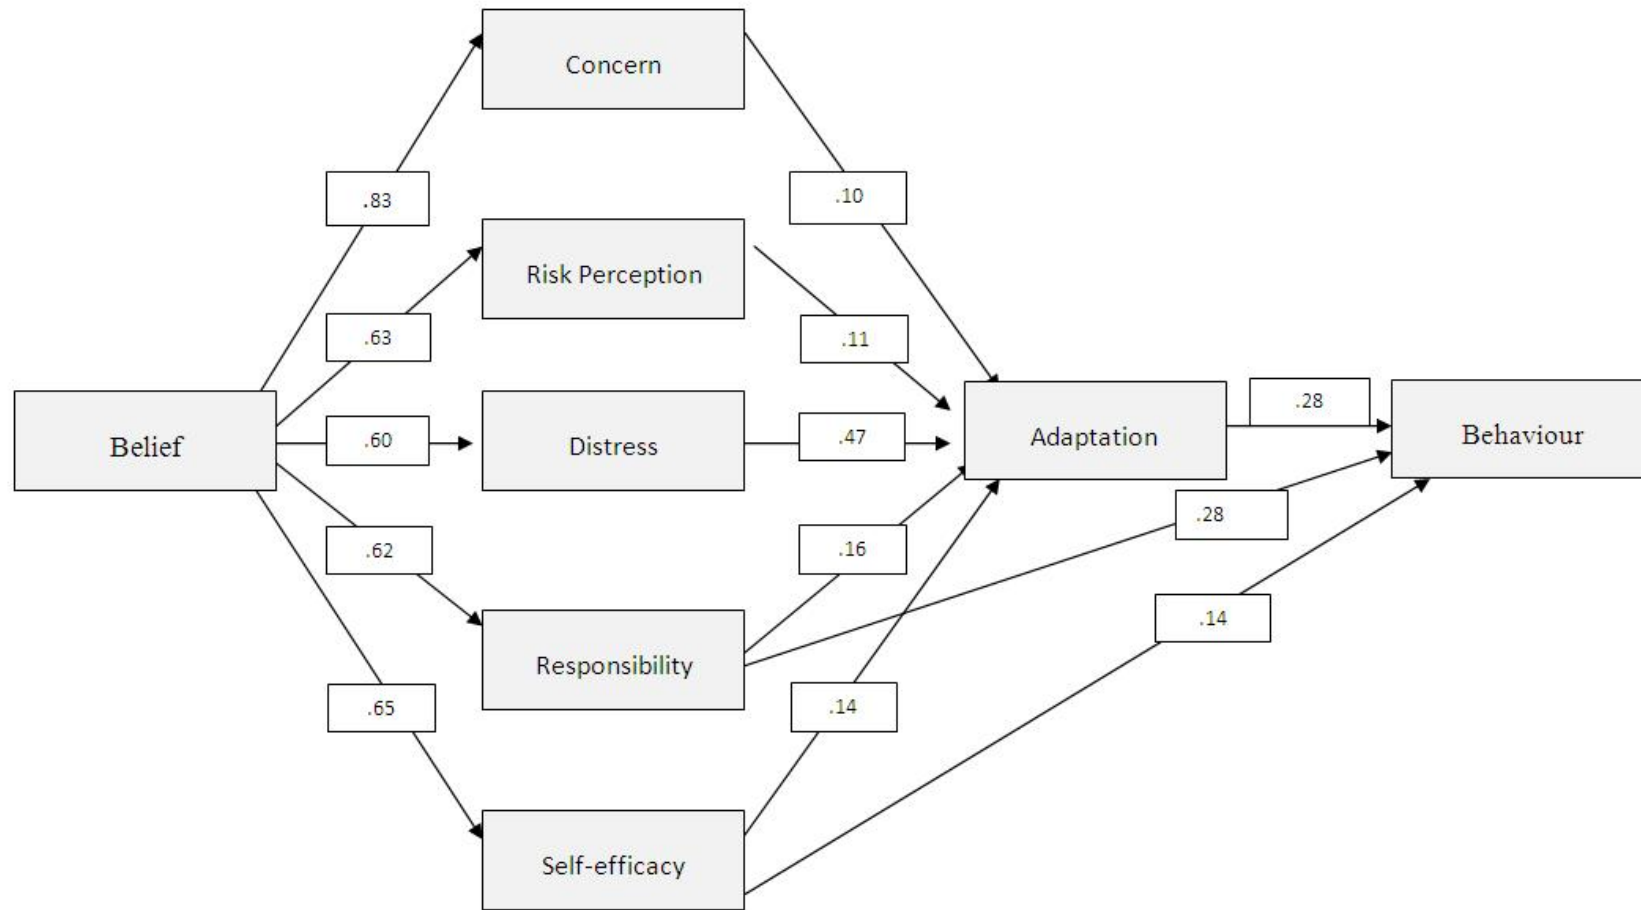 Concern
.83
.10
Risk Perception
.63
.11
Belief
.60
Distress
.47
Adaptation
.28
Behaviour
.28
.62
.16
Responsibility
.14
.65
.14
Self-efficacy